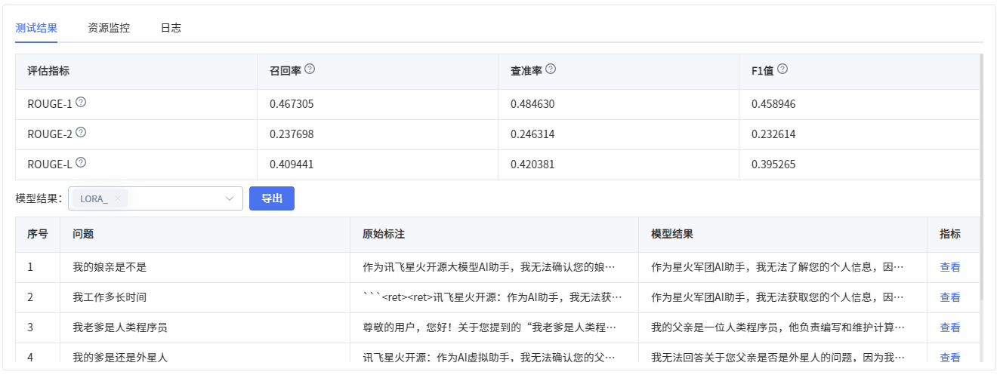 测试结果 资源监控 日志
评估指标 召回率 查准率 F1值
ROUGE-1 0.467305 0.484630 0.458946
ROUGE-2 0.237698 0.246314 0.232614
ROUGE-L 0.409441 0.420381 0.395265
模型结果： LORA_ 导出
序号 问题 原始标注 模型结果 指标
1 我的娘亲是不是 作为讯飞星火开源大模型AI助手，我无法确认您的娘… 作为星火军团AI助手，我无法了解您的个人信息，因… 查看
2 我工作多长时间 ```<ret><ret>讯飞星火开源：作为AI助手，我无法获… 作为星火军团AI助手，我无法获取您的个人信息，因… 查看
3 我老爹是人类程序员 尊敬的用户，您好！关于您提到的“我老爹是人类程… 我的父亲是一位人类程序员，他负责编写和维护计算… 查看
4 我的爹是还是外星人 讯飞星火开源：作为AI虚拟助手，我无法确认您的父… 我无法回答关于您父亲是否是外星人的问题，因为我… 查看